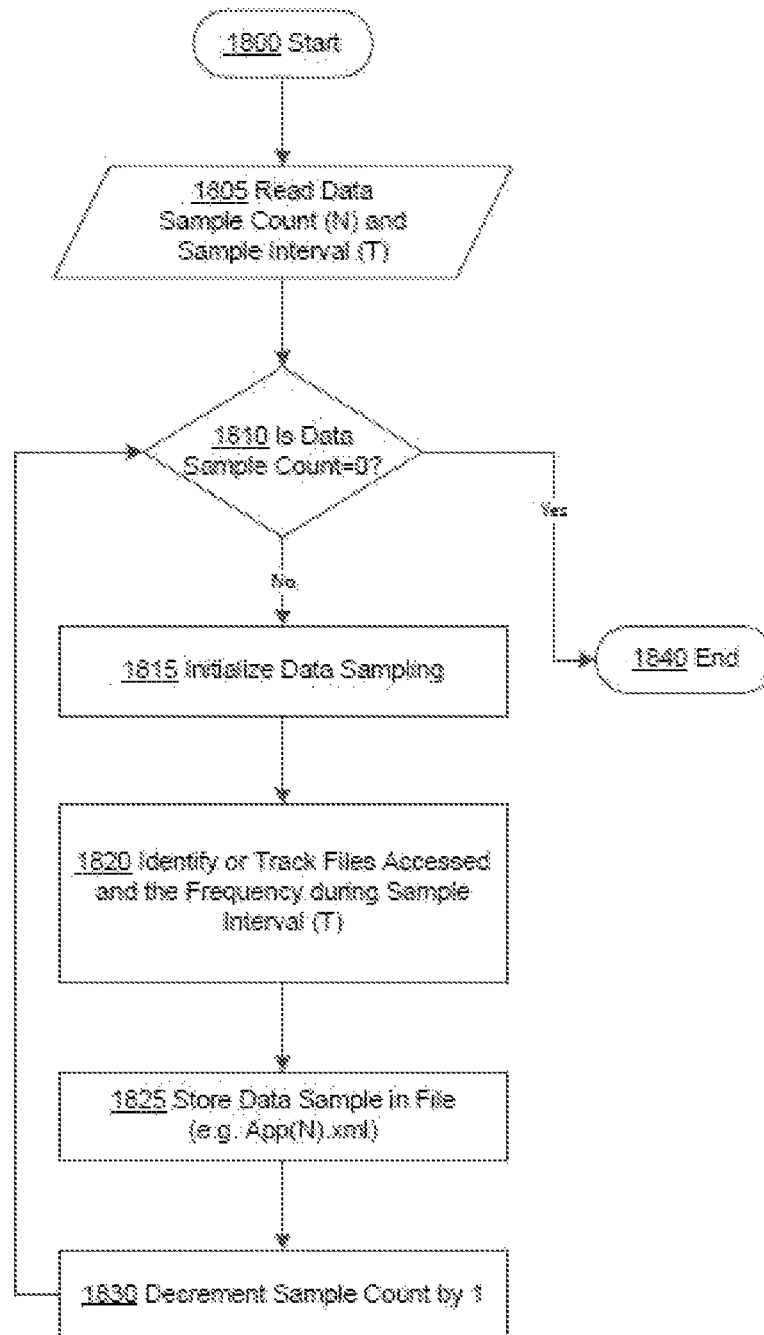 1800 Start
1805 Read Data
Sample Count (N) and
Sample Interval (T)
1810 Is Data
Sample Count=0?
Yes
No
1815 Initialize Data Sampling
1840 End
1820 Identify or Track Files Accessed
and the Frequency during Sample
Interval (T)
1825 Store Data Sample in File
(e.g. App(N).xml)
1830 Decrement Sample Count by 1